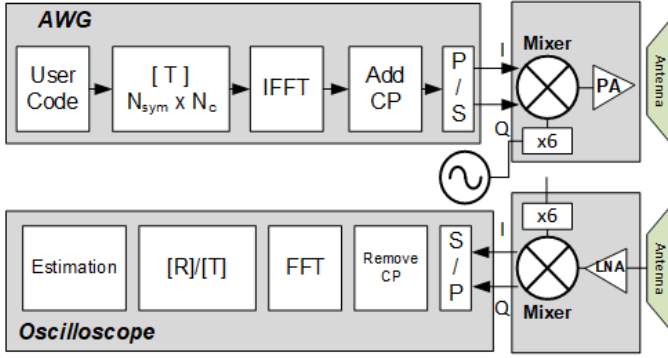 AWG
User
Code
[ T ]
Nsym x Nc
IFFT
Add
CP
P
/
S
I
Q
Mixer
PA
x6
Antenna
Estimation
[R]/[T]
FFT
Remove
CP
S
/
P
I
Q
x6
LNA
Mixer
Antenna
Oscilloscope